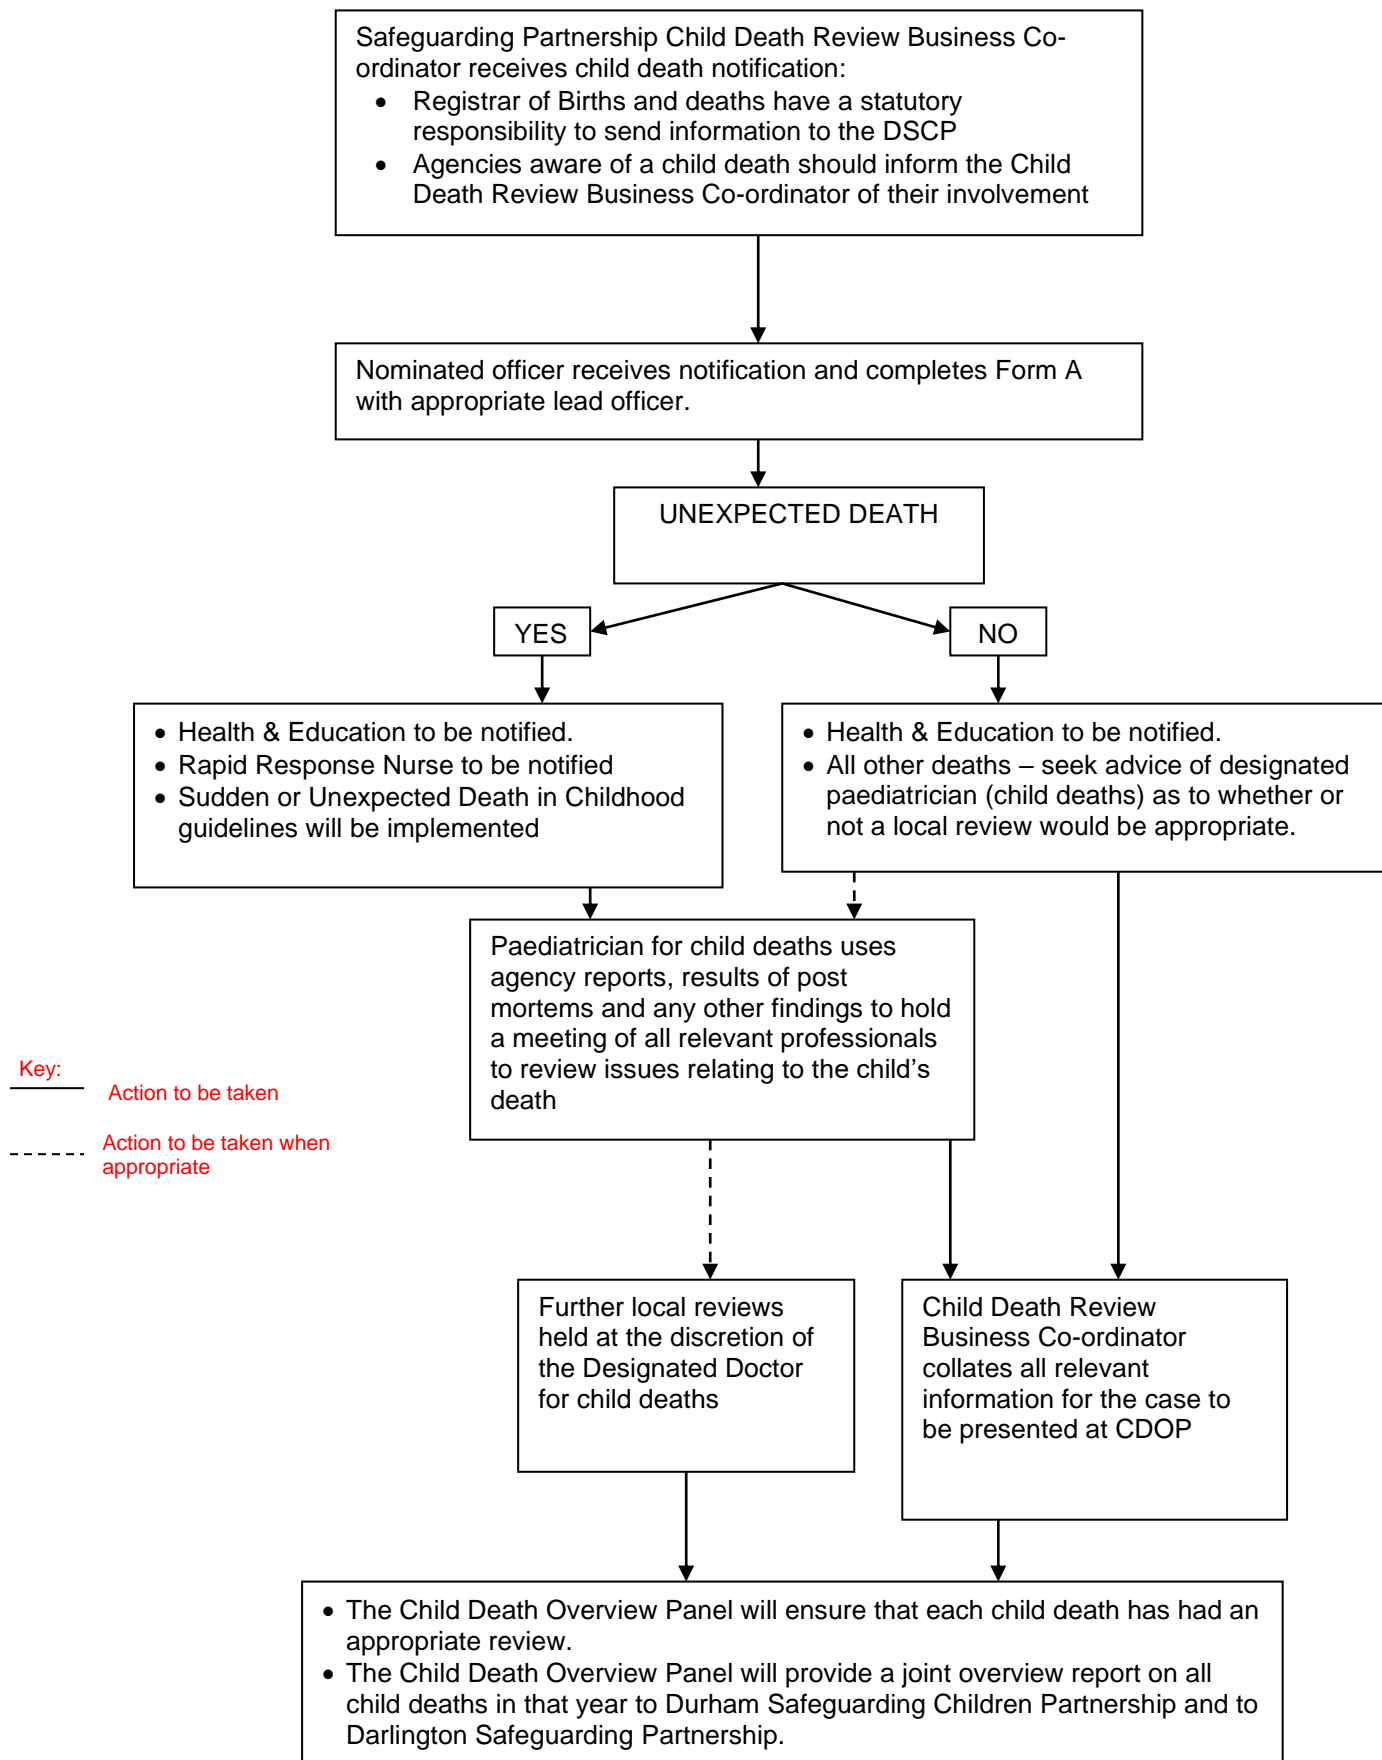 Safeguarding Partnership Child Death Review Business Co-
ordinator receives child death notification:
• Registrar of Births and deaths have a statutory
responsibility to send information to the DSCP
• Agencies aware of a child death should inform the Child
Death Review Business Co-ordinator of their involvement
Nominated officer receives notification and completes Form A
with appropriate lead officer.
UNEXPECTED DEATH
YES
NO
• Health & Education to be notified.
• Rapid Response Nurse to be notified
• Sudden or Unexpected Death in Childhood
guidelines will be implemented
• Health & Education to be notified.
• All other deaths – seek advice of designated
paediatrician (child deaths) as to whether or
not a local review would be appropriate.
Paediatrician for child deaths uses
agency reports, results of post
mortems and any other findings to hold
a meeting of all relevant professionals
to review issues relating to the child’s
death
Key:
Action to be taken
Action to be taken when
appropriate
Further local reviews
held at the discretion of
the Designated Doctor
for child deaths
Child Death Review
Business Co-ordinator
collates all relevant
information for the case to
be presented at CDOP
• The Child Death Overview Panel will ensure that each child death has had an
appropriate review.
• The Child Death Overview Panel will provide a joint overview report on all
child deaths in that year to Durham Safeguarding Children Partnership and to
Darlington Safeguarding Partnership.